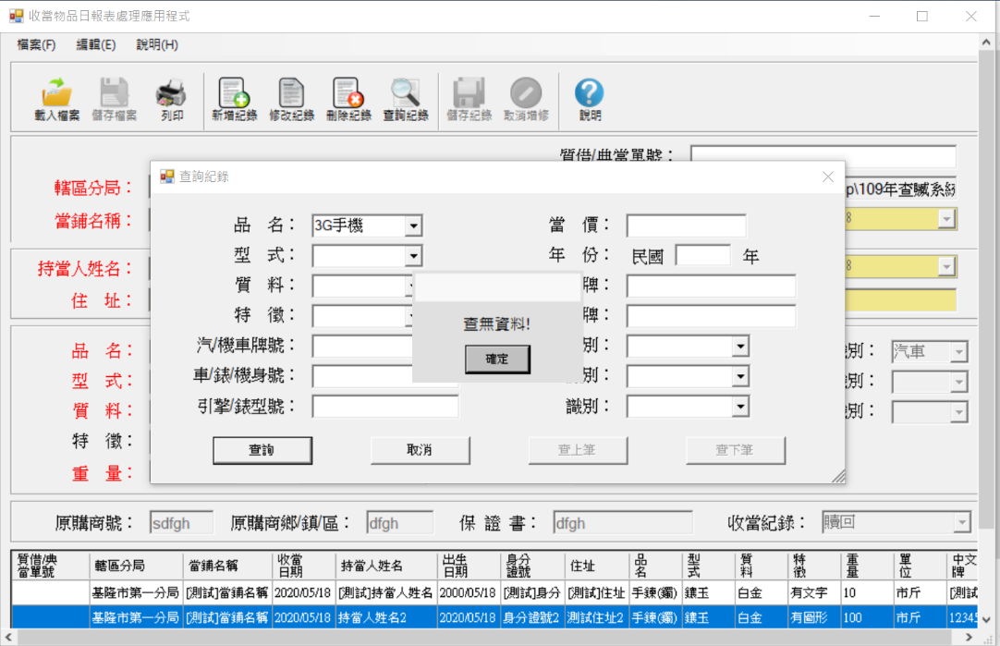 收當物品日報表處理應用程式
檔案(F) 編輯(E) 說明(H)
載入檔案 儲存檔案 列印 新增紀錄 修改紀錄 刪除紀錄 查詢紀錄 儲存紀錄 取消增修 說明
質借/典當單號：
轄區分局： p\109年查贓系統
當鋪名稱： 8
持當人姓名： 8
住 址：
品 名： 別： 汽車
型 式： 別：
質 料： 別：
特 徵：
重 量：
查詢紀錄
品 名： 3G手機 當 價：
型 式： 年 份： 民國 年
質 料： 牌：
特 徵： 牌：
汽/機車牌號： 別：
車/錶/機身號： 別：
引擎/錶型號： 識別：
查無資料!
確定
查詢 取消 查上筆 查下筆
原購商號： sdfgh 原購商鄉/鎮/區： dfgh 保 證 書： dfgh 收當紀錄： 贖回
質借/典當單號 轄區分局 當舖名稱 收當日期 持當人姓名 出生日期 身分證號 住址 品名 型式 質料 特徵 重量 單位 中文牌
基隆市第一分局 [測試]當鋪名稱 2020/05/18 [測試]持當人姓名 2000/05/18 [測試]身分 [測試]住址 手鍊(鐲) 鑲玉 白金 有文字 10 市斤 [測試
基隆市第一分局 [測試]當鋪名稱 2020/05/18 持當人姓名2 2020/05/18 身分證號2 測試住址2 手鍊(鐲) 鑲玉 白金 有圖形 100 市斤 12345